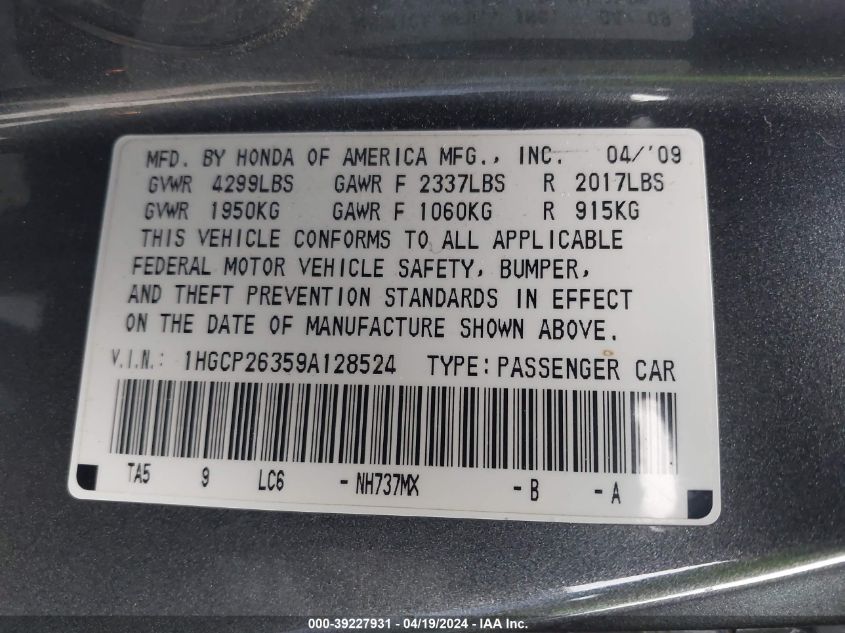 MFD. BY HONDA OF AMERICA MFG., INC. 04/'09
GVWR 4299LBS GAWR F 2337LBS R 2017LBS
GVWR 1950KG GAWR F 1060KG R 915KG
THIS VEHICLE CONFORMS TO ALL APPLICABLE
FEDERAL MOTOR VEHICLE SAFETY, BUMPER,
AND THEFT PREVENTION STANDARDS IN EFFECT
ON THE DATE OF MANUFACTURE SHOWN ABOVE.
V.I.N.: 1HGCP26359A128524 TYPE: PASSENGER CAR
TA5 9 LC6 -NH737MX -B -A
000-39227931 - 04/19/2024 - IAA Inc.